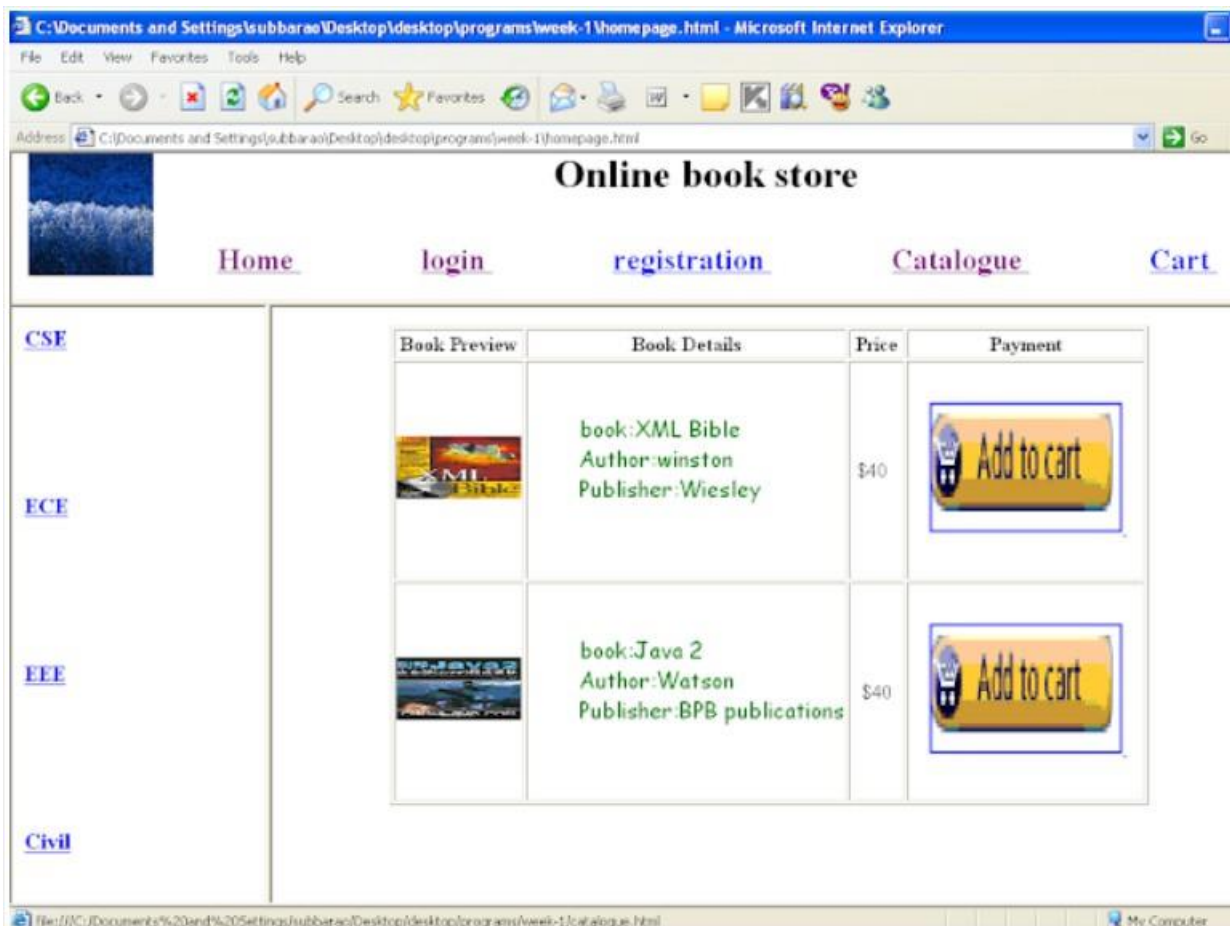 C:\Documents and Settings\subbarao\Desktop\desktop\programs\week-1\homepage.html - Microsoft Internet Explorer
File Edit View Favorites Tools Help
Back Search Favorites
Address C:\Documents and Settings\subbarao\Desktop\desktop\programs\week-1\homepage.html Go
Online book store
Home login registration Catalogue Cart
CSE
ECE
EEE
Civil
Book Preview Book Details Price Payment
XML
Bible
book:XML Bible
Author:winston
Publisher:Wiesley
$40
Add to cart
Java 2
book:Java 2
Author:Watson
Publisher:BPB publications
$40
Add to cart
file:///C:/Documents%20and%20Settings/subbarao/Desktop/desktop/programs/week-1/catalogue.html My Computer